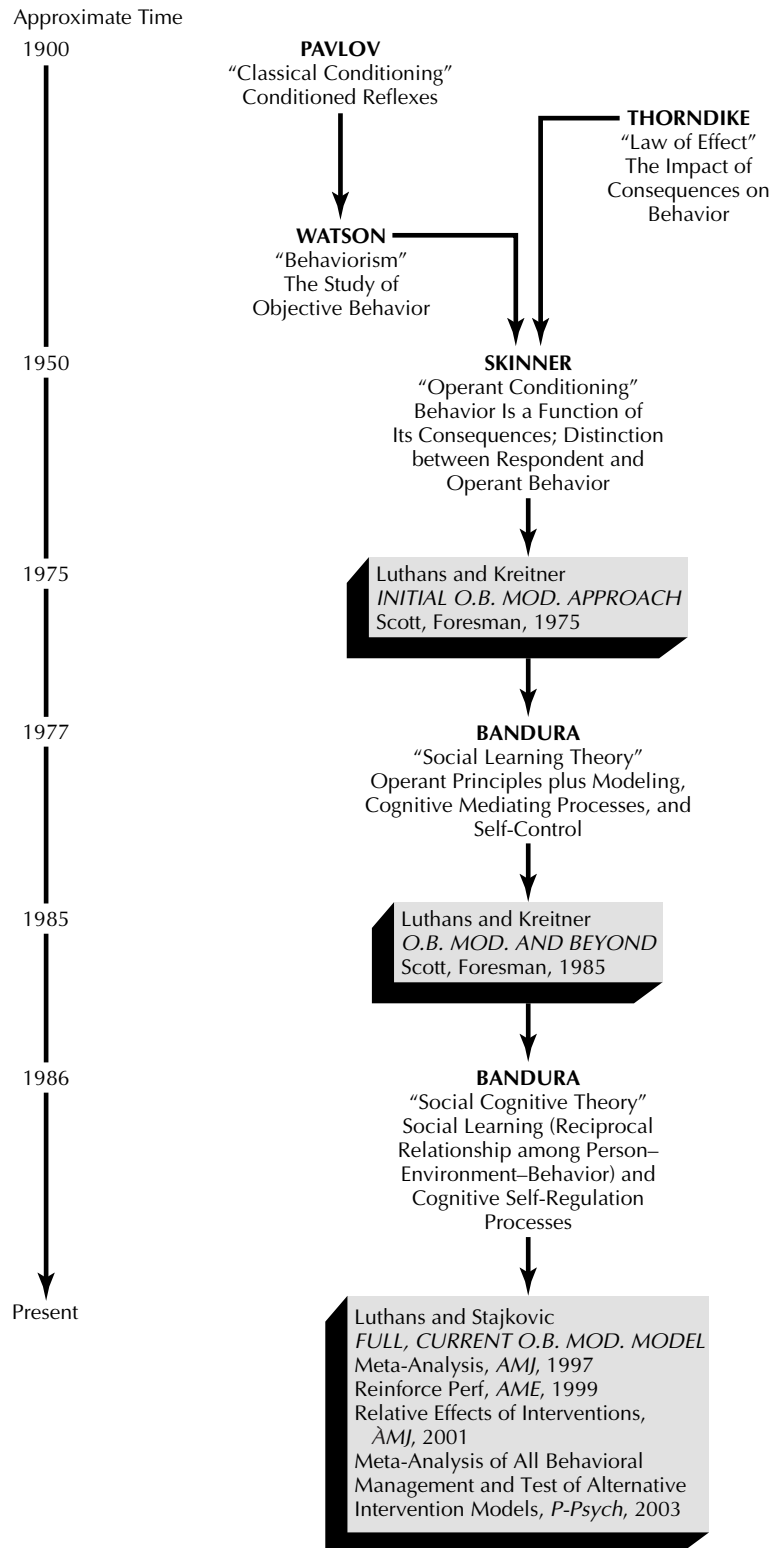 Approximate Time
1900
PAVLOV
“Classical Conditioning”
Conditioned Reflexes
THORNDIKE
“Law of Effect”
The Impact of
Consequences on
Behavior
WATSON
“Behaviorism”
The Study of
Objective Behavior
1950
SKINNER
“Operant Conditioning”
Behavior Is a Function of
Its Consequences; Distinction
between Respondent and
Operant Behavior
1975
Luthans and Kreitner
INITIAL O.B. MOD. APPROACH
Scott, Foresman, 1975
1977
BANDURA
“Social Learning Theory”
Operant Principles plus Modeling,
Cognitive Mediating Processes, and
Self-Control
1985
Luthans and Kreitner
O.B. MOD. AND BEYOND
Scott, Foresman, 1985
1986
BANDURA
“Social Cognitive Theory”
Social Learning (Reciprocal
Relationship among Person–
Environment–Behavior) and
Cognitive Self-Regulation
Processes
Present
Luthans and Stajkovic
FULL, CURRENT O.B. MOD. MODEL
Meta-Analysis, AMJ, 1997
Reinforce Perf, AME, 1999
Relative Effects of Interventions,
ÀMJ, 2001
Meta-Analysis of All Behavioral
Management and Test of Alternative
Intervention Models, P-Psych, 2003